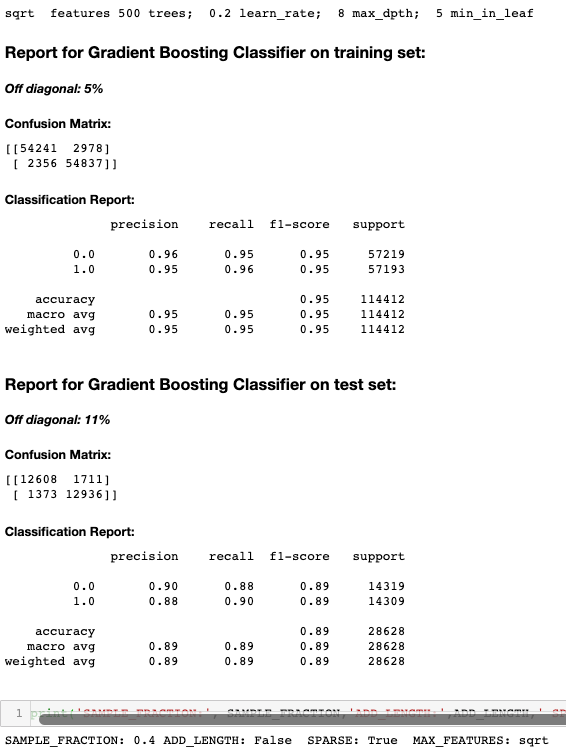 sqrt  features 500 trees;  0.2 learn_rate;  8 max_dpth;  5 min_in_leaf
Report for Gradient Boosting Classifier on training set:
Off diagonal: 5%
Confusion Matrix:
[[54241  2978]
 [ 2356 54837]]
Classification Report:
              precision    recall  f1-score   support
         0.0       0.96      0.95      0.95     57219
         1.0       0.95      0.96      0.95     57193
    accuracy                           0.95    114412
   macro avg       0.95      0.95      0.95    114412
weighted avg       0.95      0.95      0.95    114412
Report for Gradient Boosting Classifier on test set:
Off diagonal: 11%
Confusion Matrix:
[[12608  1711]
 [ 1373 12936]]
Classification Report:
              precision    recall  f1-score   support
         0.0       0.90      0.88      0.89     14319
         1.0       0.88      0.90      0.89     14309
    accuracy                           0.89     28628
   macro avg       0.89      0.89      0.89     28628
weighted avg       0.89      0.89      0.89     28628
1 print('SAMPLE_FRACTION:', SAMPLE_FRACTION,'ADD_LENGTH:',ADD_LENGTH,' SP
SAMPLE_FRACTION: 0.4 ADD_LENGTH: False  SPARSE: True  MAX_FEATURES: sqrt